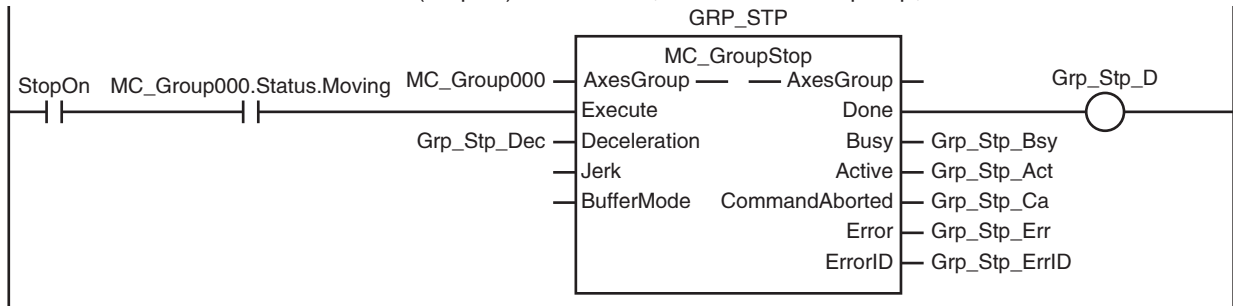 GRP_STP
MC_GroupStop
StopOn MC_Group000.Status.Moving MC_Group000 AxesGroup AxesGroup Grp_Stp_D
Execute Done
Grp_Stp_Dec Deceleration Busy Grp_Stp_Bsy
Jerk Active Grp_Stp_Act
BufferMode CommandAborted Grp_Stp_Ca
Error Grp_Stp_Err
ErrorID Grp_Stp_ErrID